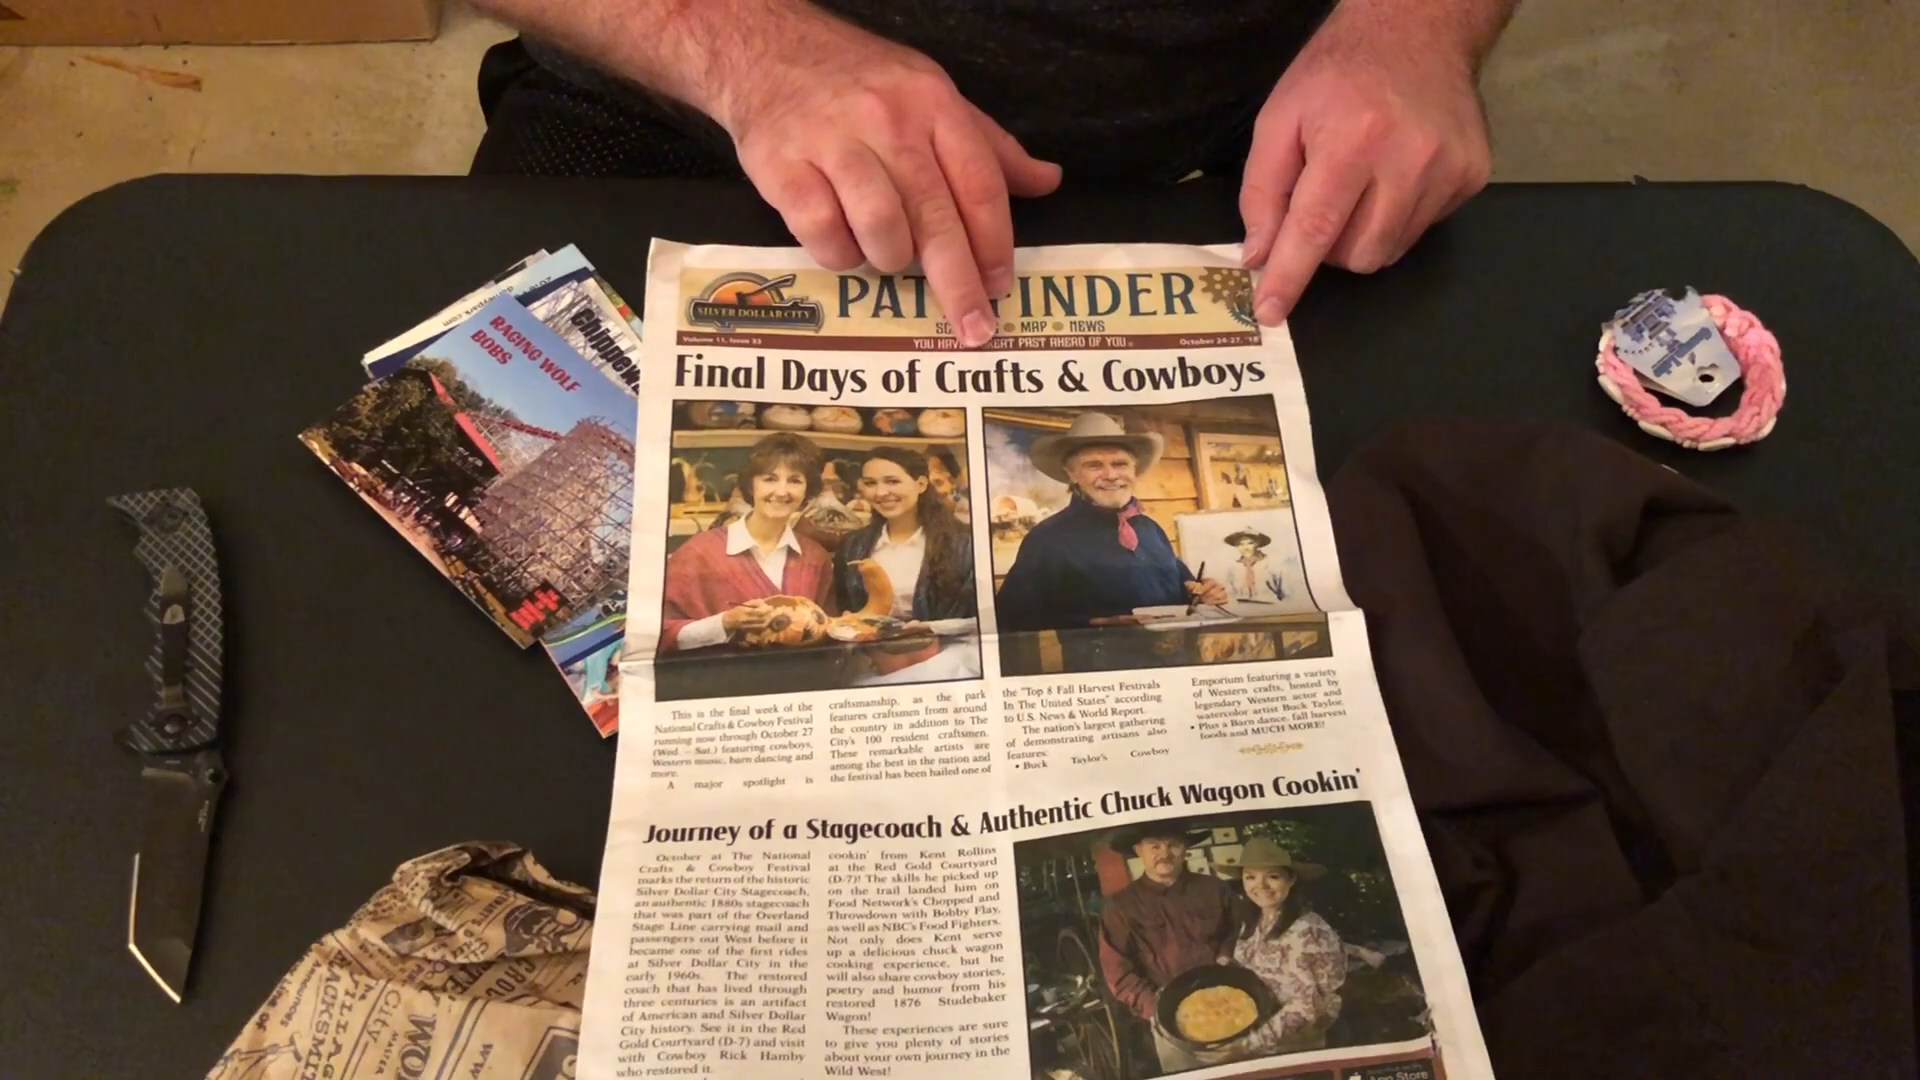 SILVER DOLLAR CITY
MAP • NEWS
Volume 11, Issue 33
October 24-27, '18
Final Days of Crafts & Cowboys
This is the final week of the
National Crafts & Cowboy Festival
running now through October 27
(Wed. – Sat.) featuring cowboys,
Western music, barn dancing and
more.
A major spotlight is
craftsmanship, as the park
features craftsmen from around
the country in addition to The
City's 100 resident craftsmen.
These remarkable artists are
among the best in the nation and
the festival has been hailed one of
the "Top 8 Fall Harvest Festivals
In The United States" according
to U.S. News & World Report.
The nation's largest gathering
of demonstrating artisans also
features:
• Buck Taylor's Cowboy
Emporium featuring a variety
of Western crafts, hosted by
legendary Western actor and
watercolor artist Buck Taylor.
• Plus a Barn dance, fall harvest
foods and MUCH MORE!
Journey of a Stagecoach & Authentic Chuck Wagon Cookin'
October at The National
Crafts & Cowboy Festival
marks the return of the historic
Silver Dollar City Stagecoach,
an authentic 1880s stagecoach
that was part of the Overland
Stage Line carrying mail and
passengers out West before it
became one of the first rides
at Silver Dollar City in the
early 1960s. The restored
coach that has lived through
three centuries is an artifact
of American and Silver Dollar
City history. See it in the Red
Gold Courtyard (D-7) and visit
with Cowboy Rick Hamby
who restored it.
cookin' from Kent Rollins
at the Red Gold Courtyard
(D-7)! The skills he picked up
on the trail landed him on
Food Network's Chopped and
Throwdown with Bobby Flay,
as well as NBC's Food Fighters.
Not only does Kent serve
up a delicious chuck wagon
cooking experience, but he
will also share cowboy stories,
poetry and humor from his
restored 1876 Studebaker
Wagon!
These experiences are sure
to give you plenty of stories
about your own journey in the
Wild West!
App Store
RAGING WOLF
BOBS